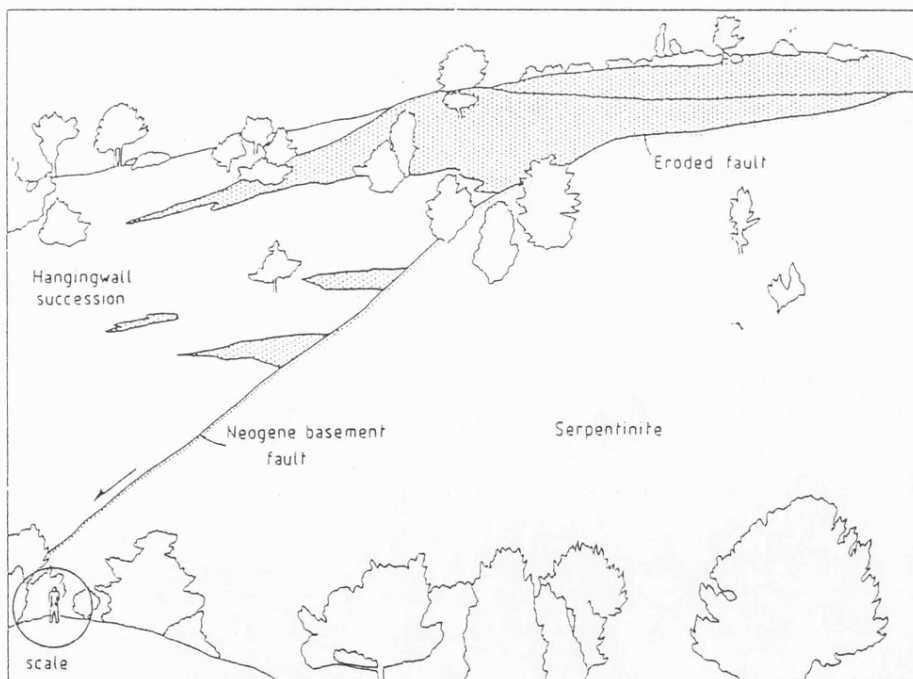 Eroded fault
Hangingwall
succession
Neogene basement
fault
Serpentinite
scale